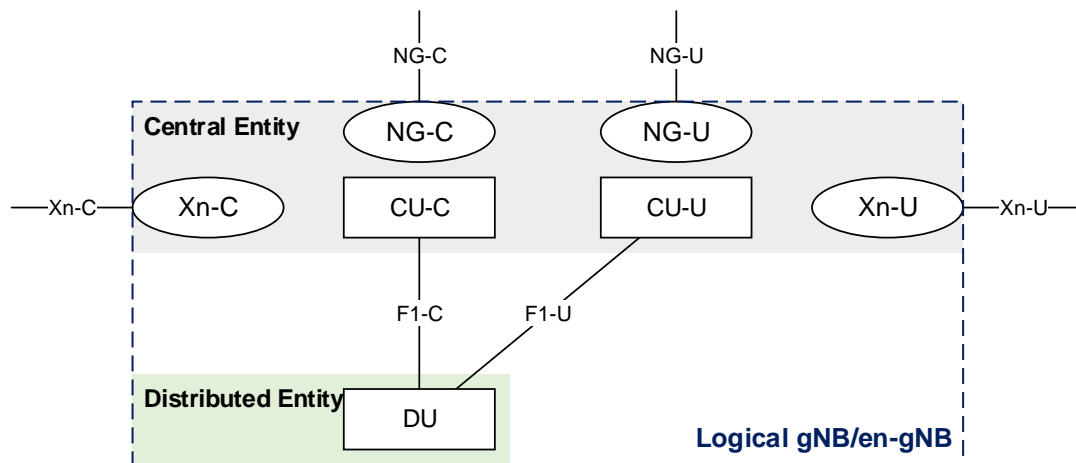 NG-C
NG-U
Central Entity
NG-C
NG-U
Xn-C
Xn-C
CU-C
CU-U
Xn-U
Xn-U
F1-C
F1-U
Distributed Entity
DU
Logical gNB/en-gNB